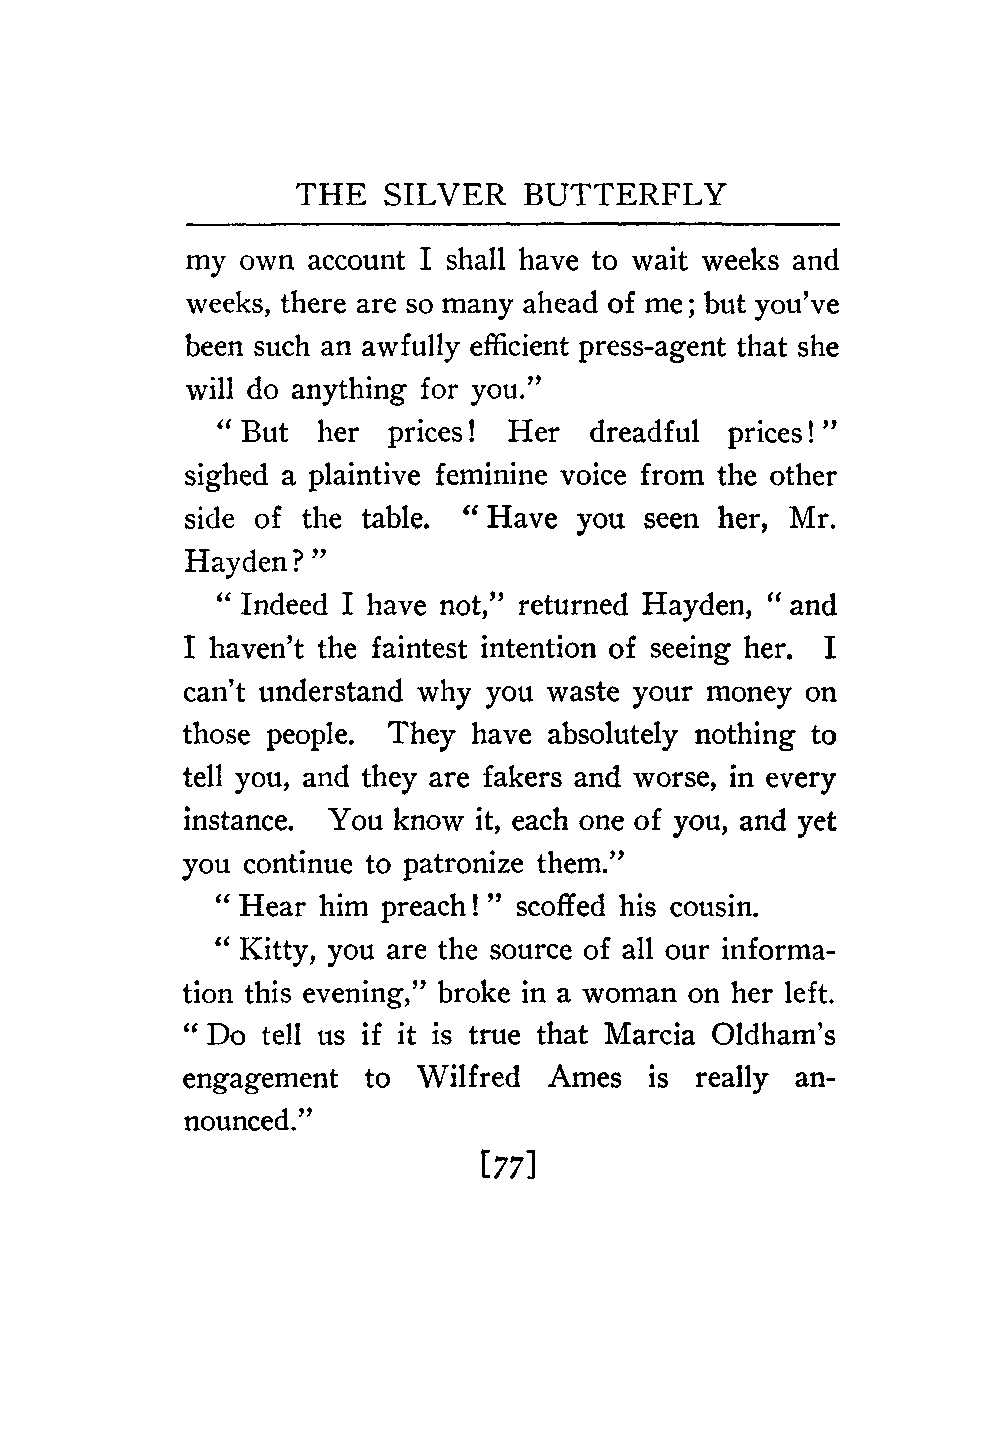 THE SILVER BUTTERFLY
my own account I shall have to wait weeks and
weeks, there are so many ahead of me; but you've
been such an awfully efficient press-agent that she
will do anything for you."
" But her prices! Her dreadful prices! "
sighed a plaintive feminine voice from the other
side of the table. " Have you seen her, Mr.
Hayden? "
" Indeed I have not," returned Hayden, " and
I haven't the faintest intention of seeing her. I
can't understand why you waste your money on
those people. They have absolutely nothing to
tell you, and they are fakers and worse, in every
instance. You know it, each one of you, and yet
you continue to patronize them."
" Hear him preach! " scoffed his cousin.
" Kitty, you are the source of all our informa-
tion this evening," broke in a woman on her left.
" Do tell us if it is true that Marcia Oldham's
engagement to Wilfred Ames is really an-
nounced."
[77]